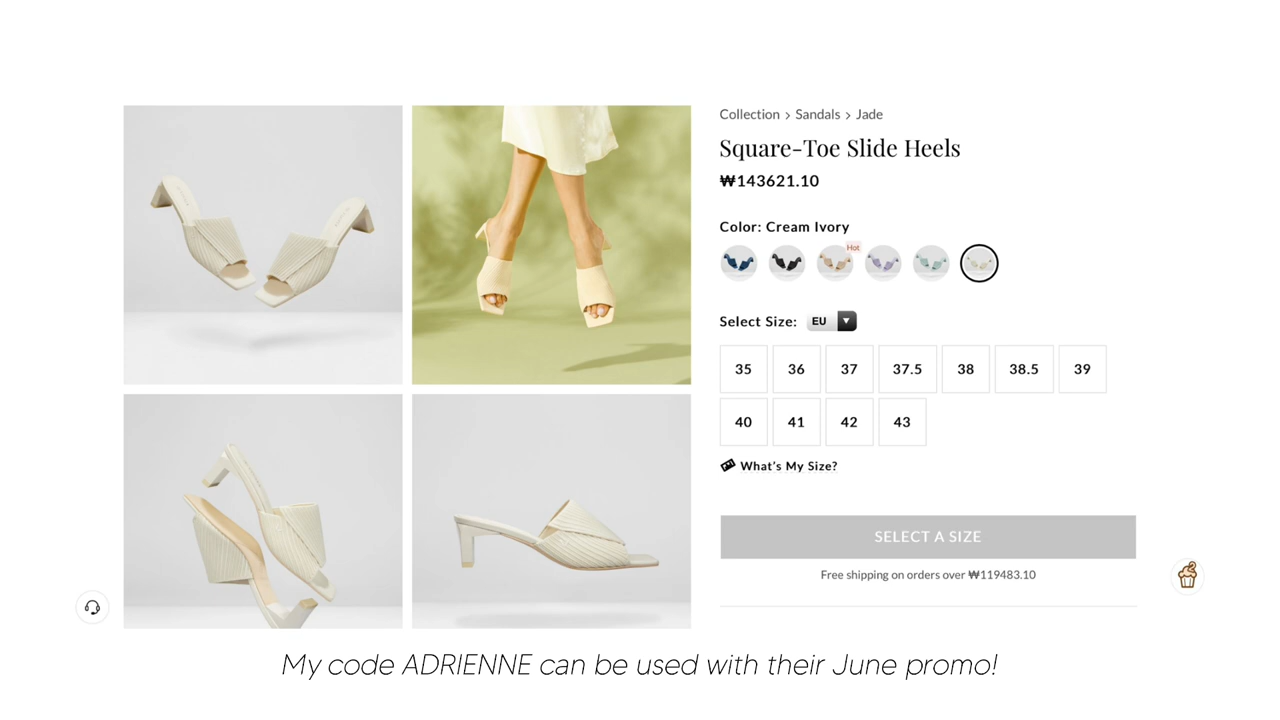 Collection > Sandals > Jade
Square-Toe Slide Heels
₩143621.10
Color: Cream Ivory
Hot
Select Size: EU
35 36 37 37.5 38 38.5 39
40 41 42 43
What's My Size?
SELECT A SIZE
Free shipping on orders over ₩119483.10
My code ADRIENNE can be used with their June promo!